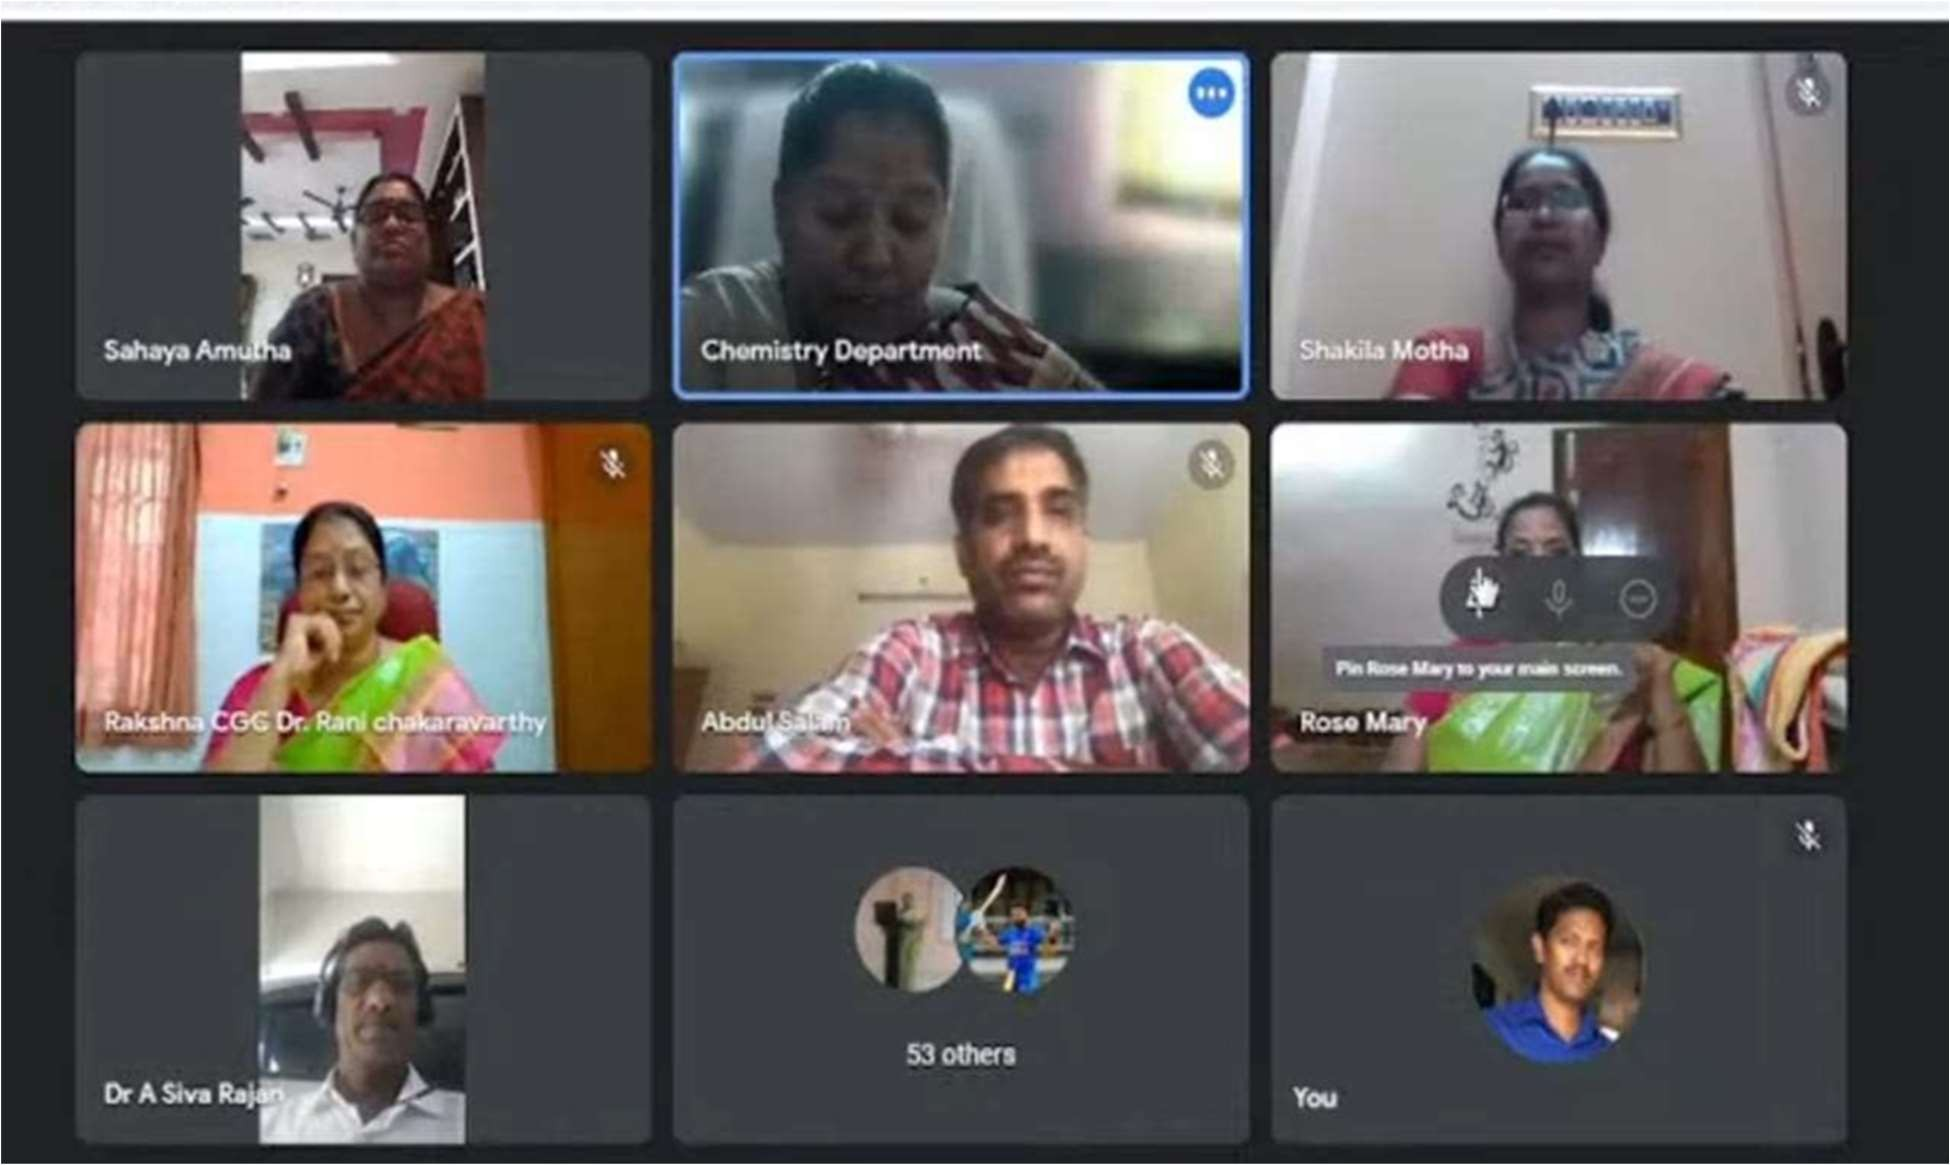 Sahaya Amutha
Chemistry Department
Shakila Motha
Rakshna CGC Dr. Rani chakaravarthy
Abdul Salam
Pin Rose Mary to your main screen.
Rose Mary
Dr A Siva Rajan
53 others
You